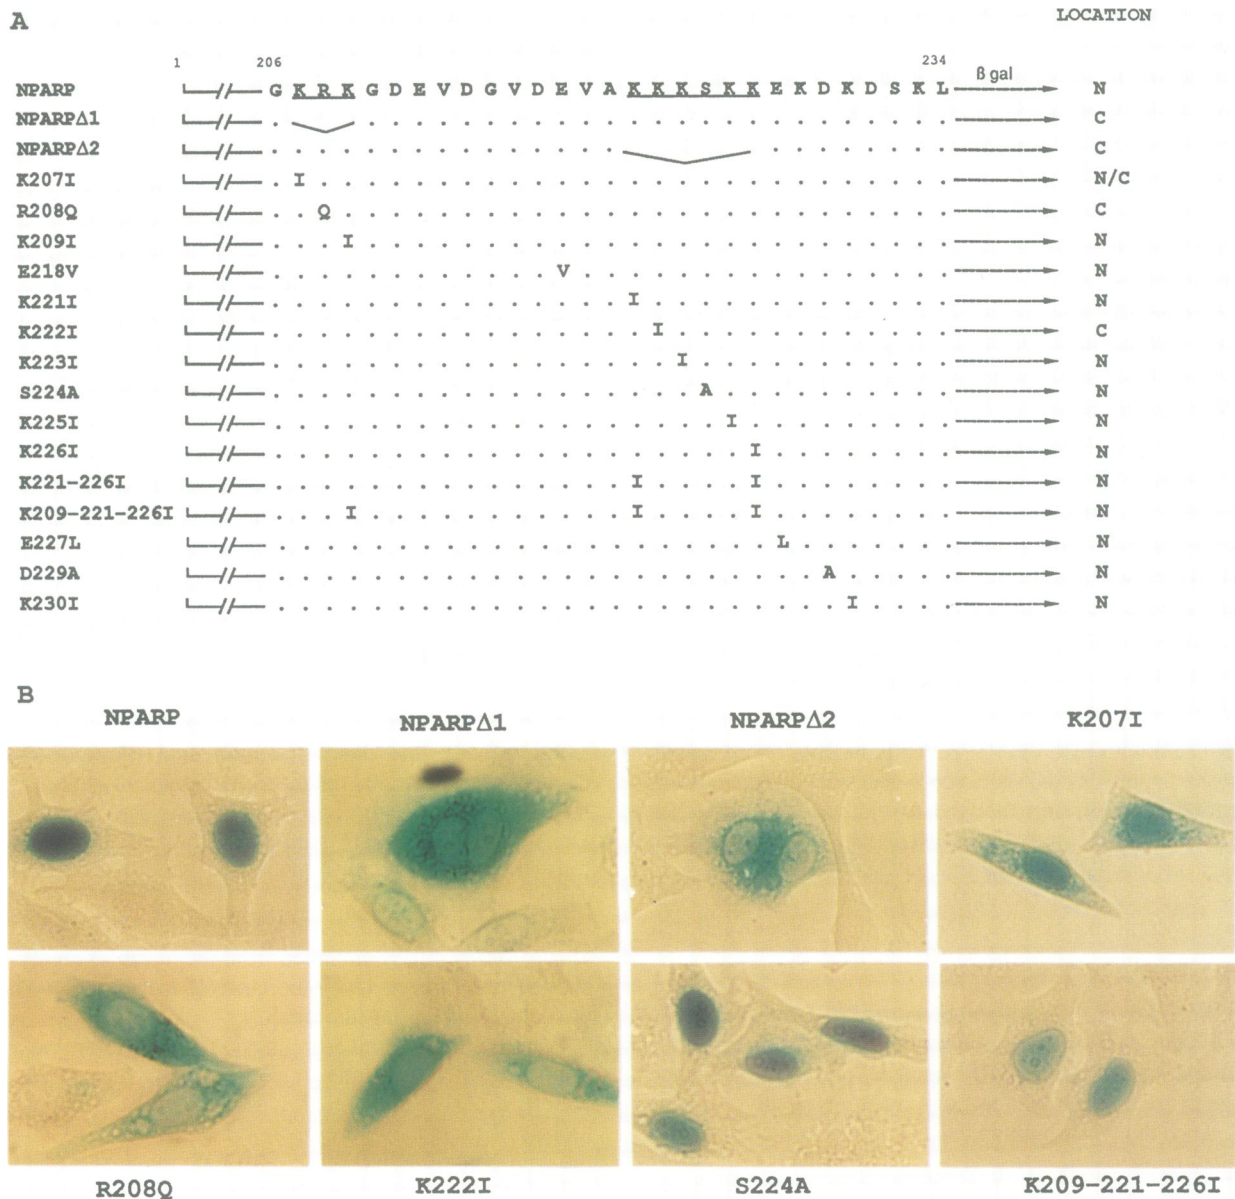 A
LOCATION
1 206 234 β gal
NPARP G K R K G D E V D G V D E V A K K K S K K E K D K D S K L N
NPARPΔ1 . . . . . . . . . . . . . . . . . . . . . . . . . . C
NPARPΔ2 . . . . . . . . . . . . . . . . . . . . . . . C
K207I . I . . . . . . . . . . . . . . . . . . . . . . . . . . . N/C
R208Q . . Q . . . . . . . . . . . . . . . . . . . . . . . . . . C
K209I . . . I . . . . . . . . . . . . . . . . . . . . . . . . . N
E218V . . . . . . . . . . . . V . . . . . . . . . . . . . . . . N
K221I . . . . . . . . . . . . . . . I . . . . . . . . . . . . . N
K222I . . . . . . . . . . . . . . . . I . . . . . . . . . . . . C
K223I . . . . . . . . . . . . . . . . . I . . . . . . . . . . . N
S224A . . . . . . . . . . . . . . . . . . A . . . . . . . . . . N
K225I . . . . . . . . . . . . . . . . . . . I . . . . . . . . . N
K226I . . . . . . . . . . . . . . . . . . . . I . . . . . . . . N
K221-226I . . . . . . . . . . . . . . . I . . . . I . . . . . . . . N
K209-221-226I . . . I . . . . . . . . . . . I . . . . I . . . . . . . . N
E227L . . . . . . . . . . . . . . . . . . . . . L . . . . . . . N
D229A . . . . . . . . . . . . . . . . . . . . . . . A . . . . . N
K230I . . . . . . . . . . . . . . . . . . . . . . . . I . . . . N
B
NPARP NPARPΔ1 NPARPΔ2 K207I
R208Q K222I S224A K209-221-226I